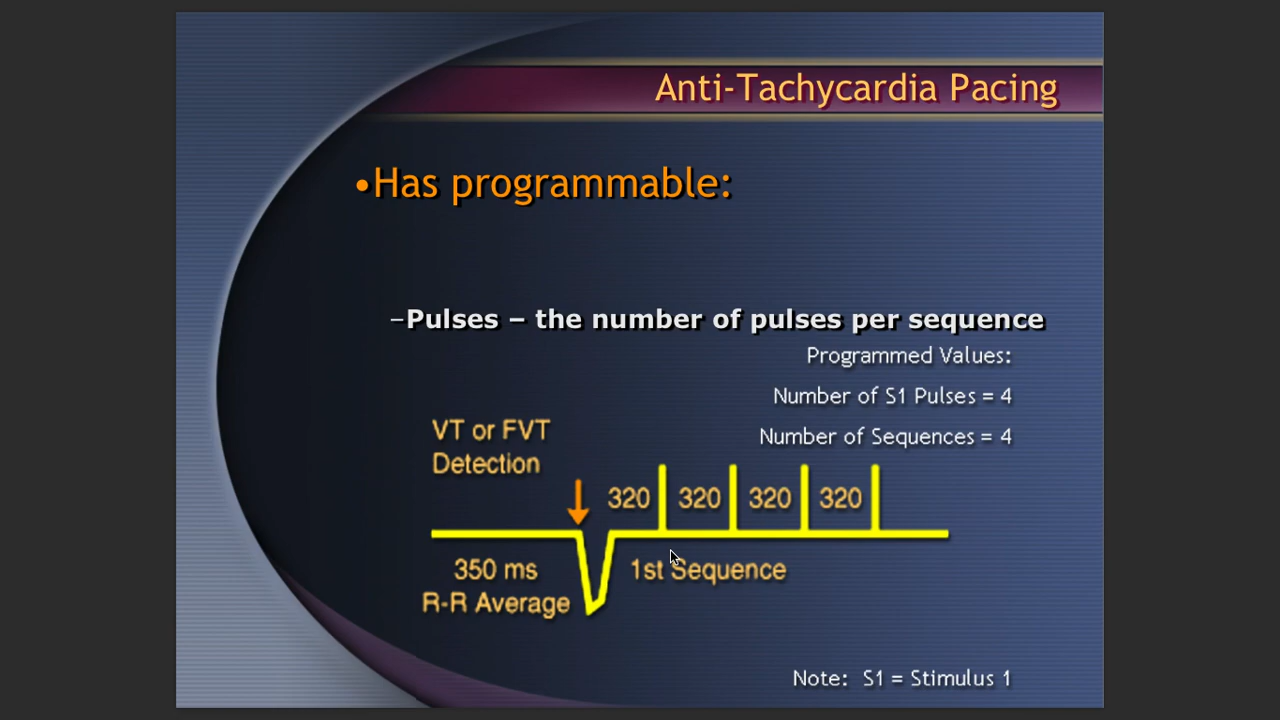 Anti-Tachycardia Pacing
•Has programmable:
–Pulses – the number of pulses per sequence
Programmed Values:
Number of S1 Pulses = 4
Number of Sequences = 4
VT or FVT
Detection
320 320 320 320
350 ms
R-R Average
1st Sequence
Note: S1 = Stimulus 1